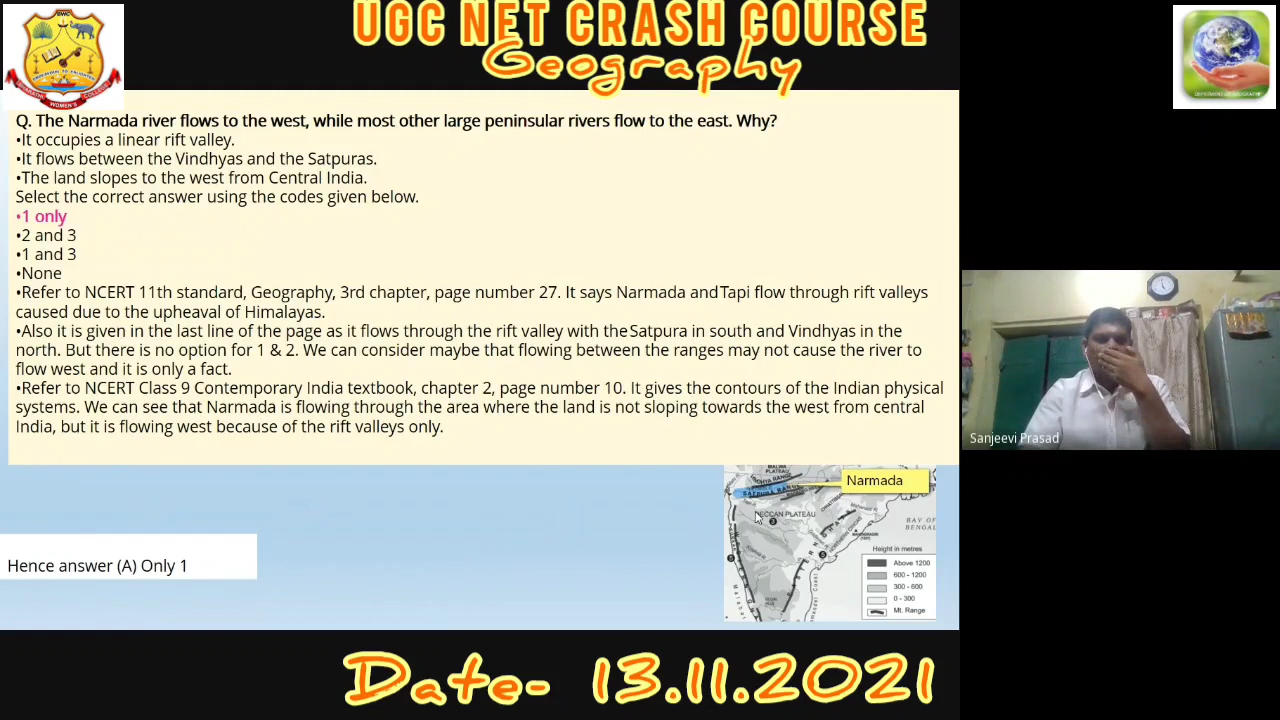 UGC NET CRASH COURSE
Geography
Q. The Narmada river flows to the west, while most other large peninsular rivers flow to the east. Why?
•It occupies a linear rift valley.
•It flows between the Vindhyas and the Satpuras.
•The land slopes to the west from Central India.
Select the correct answer using the codes given below.
•1 only
•2 and 3
•1 and 3
•None
•Refer to NCERT 11th standard, Geography, 3rd chapter, page number 27. It says Narmada and Tapi flow through rift valleys
caused due to the upheaval of Himalayas.
•Also it is given in the last line of the page as it flows through the rift valley with the Satpura in south and Vindhyas in the
north. But there is no option for 1 & 2. We can consider maybe that flowing between the ranges may not cause the river to
flow west and it is only a fact.
•Refer to NCERT Class 9 Contemporary India textbook, chapter 2, page number 10. It gives the contours of the Indian physical
systems. We can see that Narmada is flowing through the area where the land is not sloping towards the west from central
India, but it is flowing west because of the rift valleys only.
Sanjeevi Prasad
MALWA
PLATEAU
Narmada
SATPURA RANGE
DECCAN PLATEAU
BAY OF
BENGAL
Height in metres
Above 1200
600 - 1200
300 - 600
0 - 300
Mt. Range
Hence answer (A) Only 1
Date- 13.11.2021